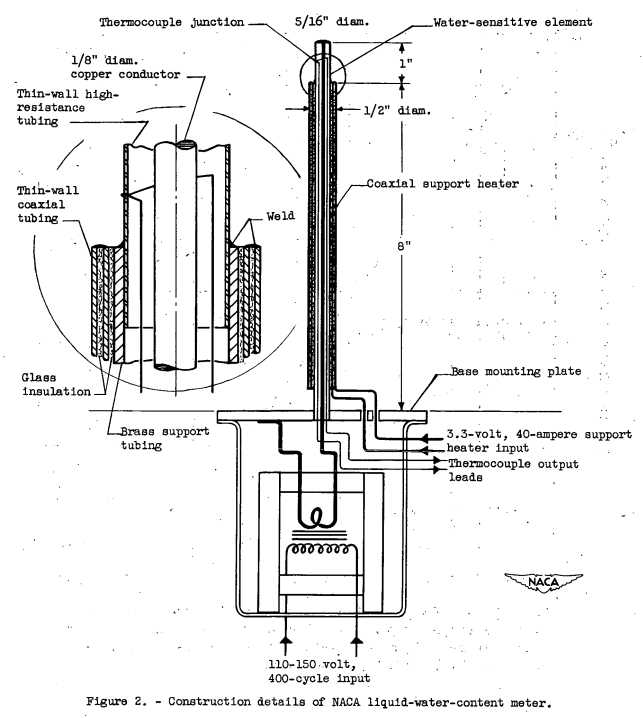 Thermocouple junction
5/16" diam.
Water-sensitive element
1/8" diam.
copper conductor
1"
Thin-wall high-
resistance
tubing
1/2" diam.
Thin-wall
coaxial
tubing
Coaxial support heater
Weld
8"
Glass
insulation
Base mounting plate
Brass support
tubing
3.3-volt, 40-ampere support
heater input
Thermocouple output
leads
NACA
110-150 volt,
400-cycle input
Figure 2. - Construction details of NACA liquid-water-content meter.